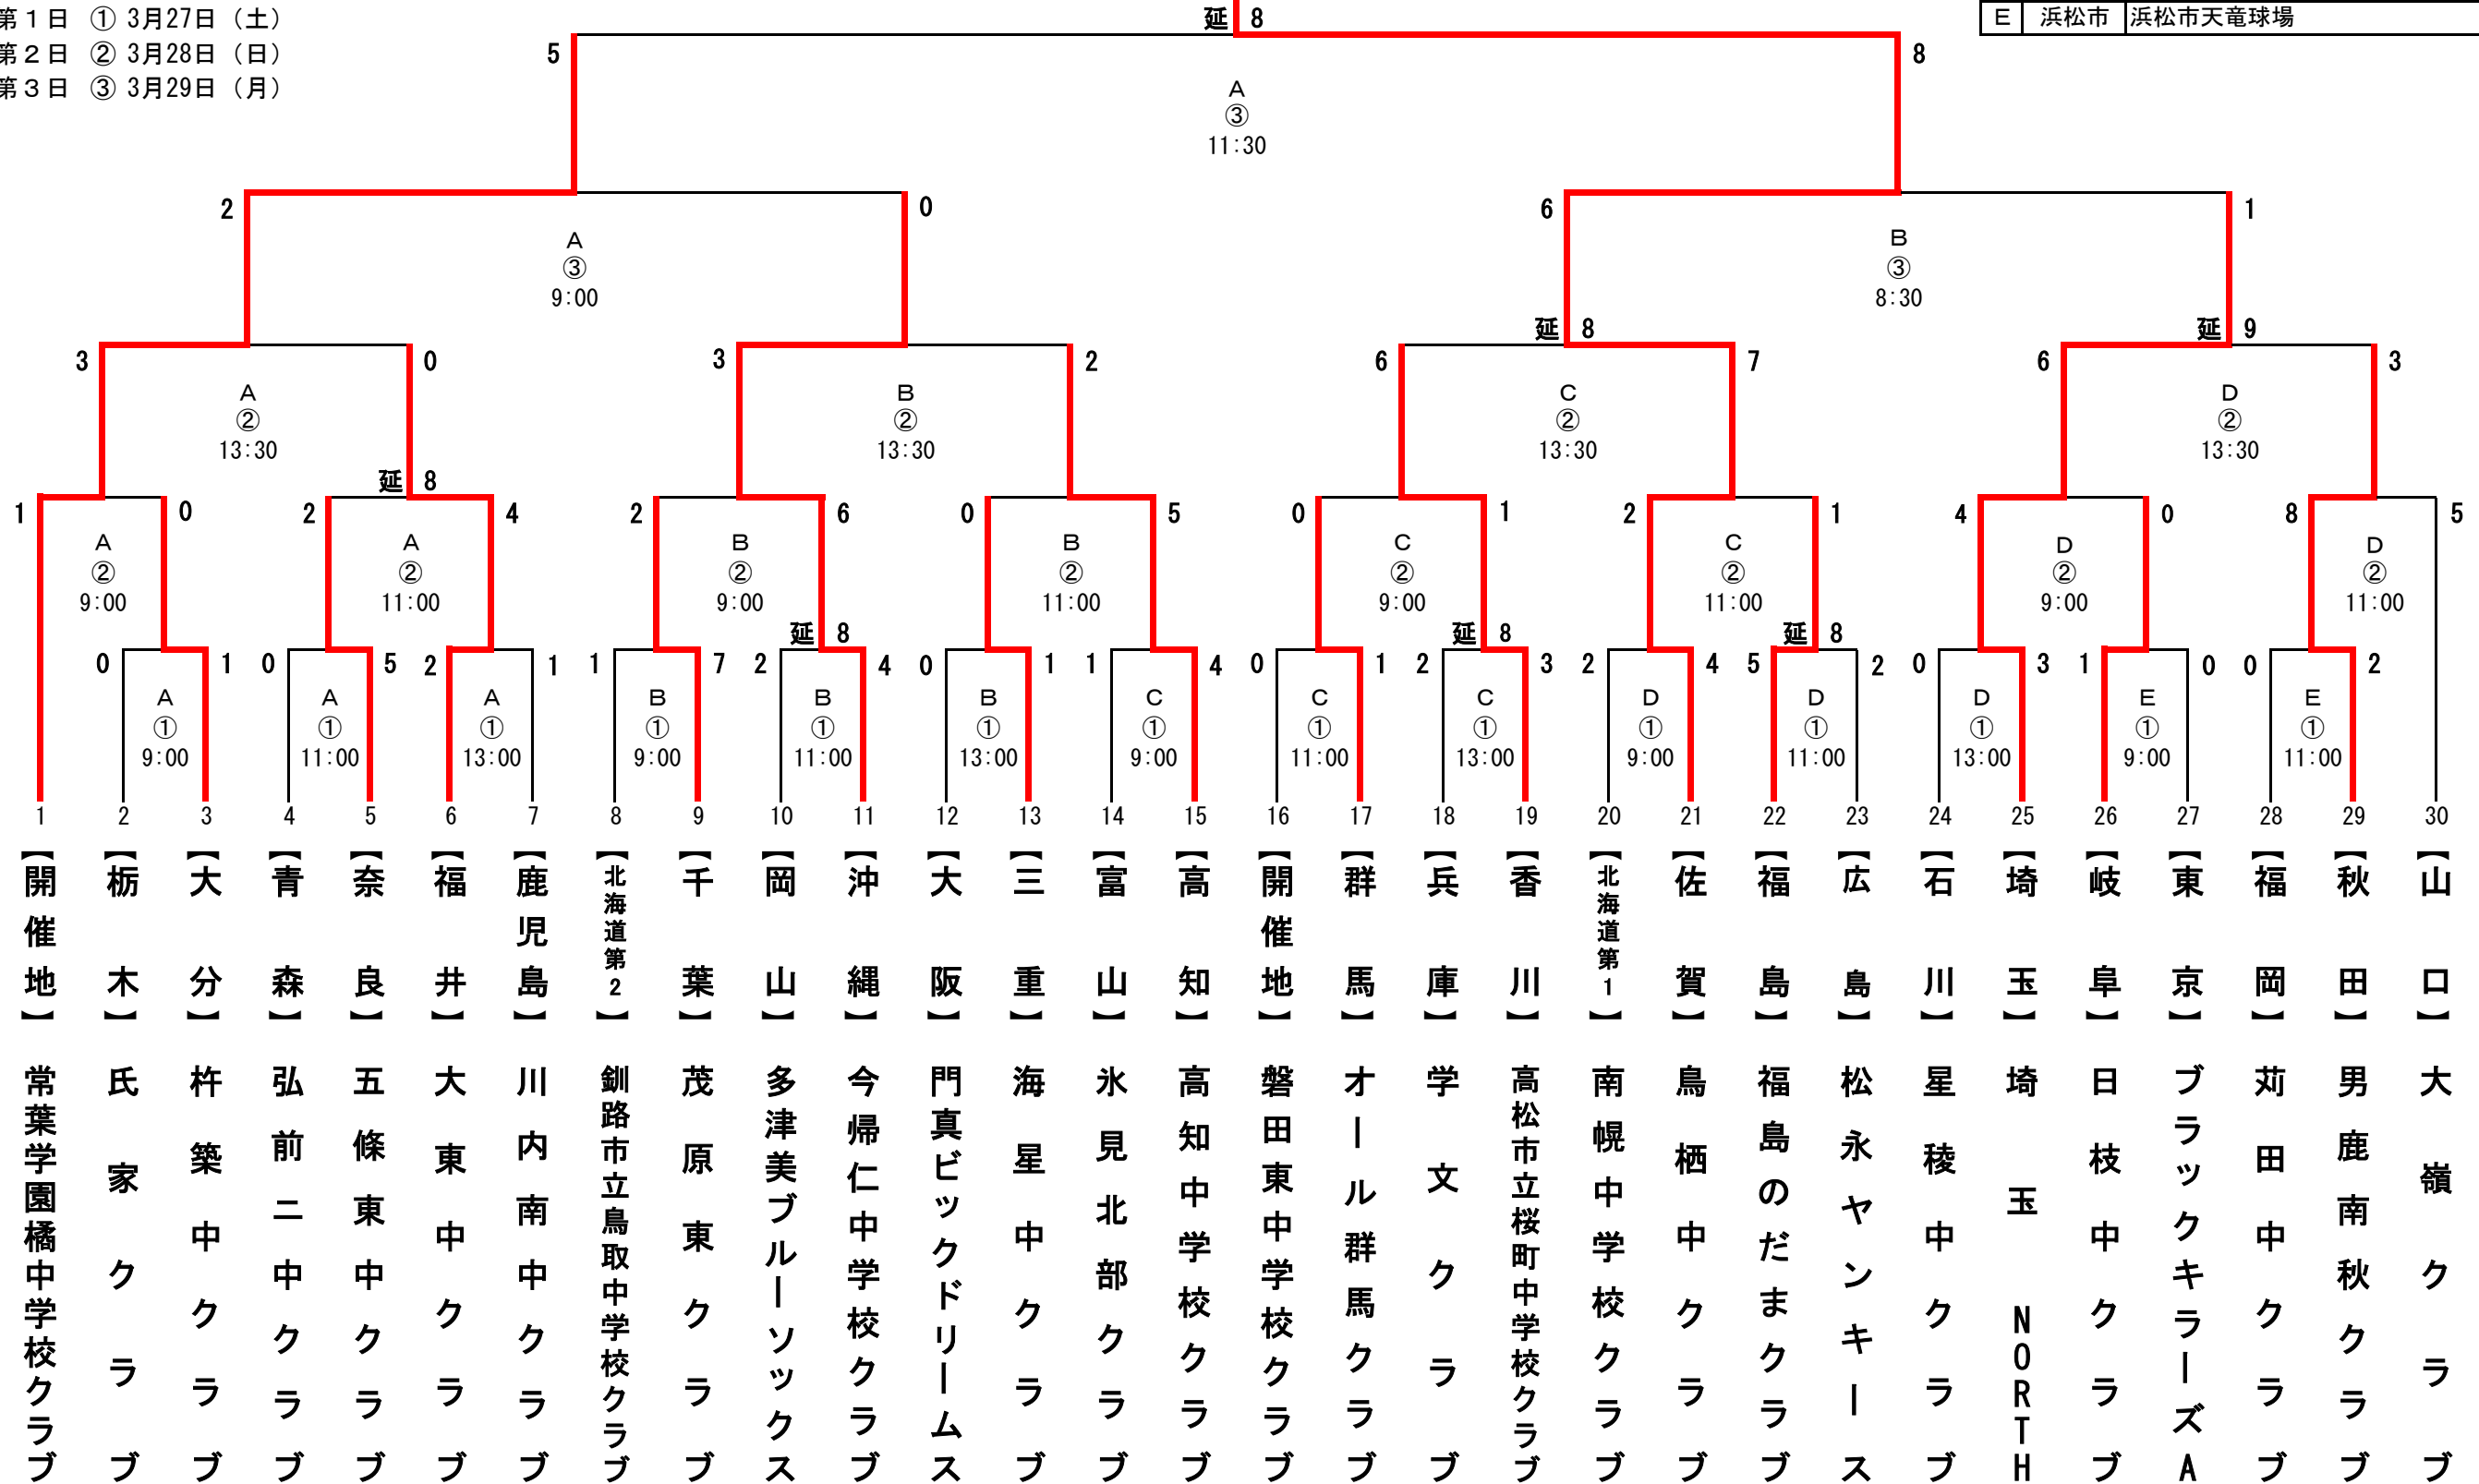 第１日 ① 3月27日（土）
第２日 ② 3月28日（日）
第３日 ③ 3月29日（月）
E 浜松市 浜松市天竜球場
延 8
5 8
A
③
11:30
2 0 6 1
A
③
9:00
B
③
8:30
延 8 延 9
3 0 3 2 6 7 6 3
A
②
13:30
B
②
13:30
C
②
13:30
D
②
13:30
延 8
1 0 2 4 2 6 0 5 0 1 2 1 4 0 8 5
A
②
9:00
A
②
11:00
B
②
9:00
B
②
11:00
C
②
9:00
C
②
11:00
D
②
9:00
D
②
11:00
延 8 延 8 延 8
0 1 0 5 2 1 1 7 2 4 0 1 1 4 0 1 2 3 2 4 5 2 0 3 1 0 0 2
A
①
9:00
A
①
11:00
A
①
13:00
B
①
9:00
B
①
11:00
B
①
13:00
C
①
9:00
C
①
11:00
C
①
13:00
D
①
9:00
D
①
11:00
D
①
13:00
E
①
9:00
E
①
11:00
1 【開催地】 常葉学園橘中学校クラブ
2 【栃木】 氏家クラブ
3 【大分】 杵築中クラブ
4 【青森】 弘前二中クラブ
5 【奈良】 五條東中クラブ
6 【福井】 大東中クラブ
7 【鹿児島】 川内南中クラブ
8 【北海道第2】 釧路市立鳥取中学校クラブ
9 【千葉】 茂原東クラブ
10 【岡山】 多津美ブルーソックス
11 【沖縄】 今帰仁中学校クラブ
12 【大阪】 門真ビックドリームス
13 【三重】 海星中クラブ
14 【富山】 氷見北部クラブ
15 【高知】 高知中学校クラブ
16 【開催地】 磐田東中学校クラブ
17 【群馬】 オール群馬クラブ
18 【兵庫】 学文クラブ
19 【香川】 高松市立桜町中学校クラブ
20 【北海道第1】 南幌中学校クラブ
21 【佐賀】 鳥栖中クラブ
22 【福島】 福島のだまクラブ
23 【広島】 松永ヤンキース
24 【石川】 星稜中クラブ
25 【埼玉】 埼玉NORTH
26 【岐阜】 日枝中クラブ
27 【東京】 ブラックキラーズA
28 【福岡】 苅田中クラブ
29 【秋田】 男鹿南秋クラブ
30 【山口】 大嶺クラブ